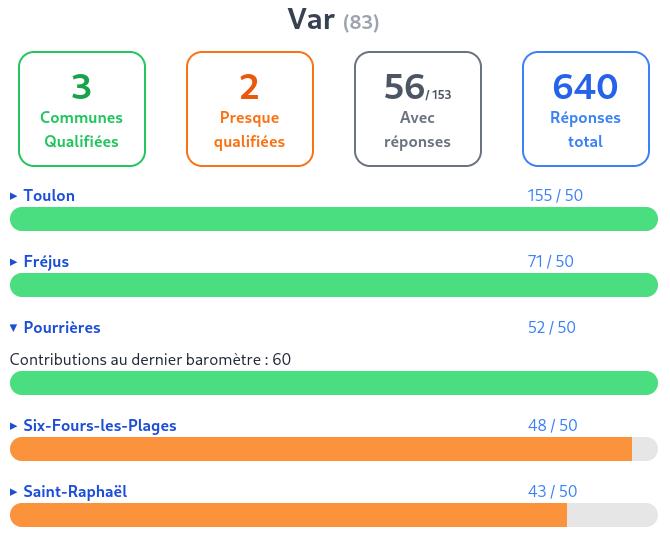 Var (83)
3
Communes
Qualifiées
2
Presque
qualifiées
56 / 153
Avec
réponses
640
Réponses
total
▸ Toulon 155 / 50
▸ Fréjus 71 / 50
▾ Pourrières 52 / 50
Contributions au dernier baromètre : 60
▸ Six-Fours-les-Plages 48 / 50
▸ Saint-Raphaël 43 / 50